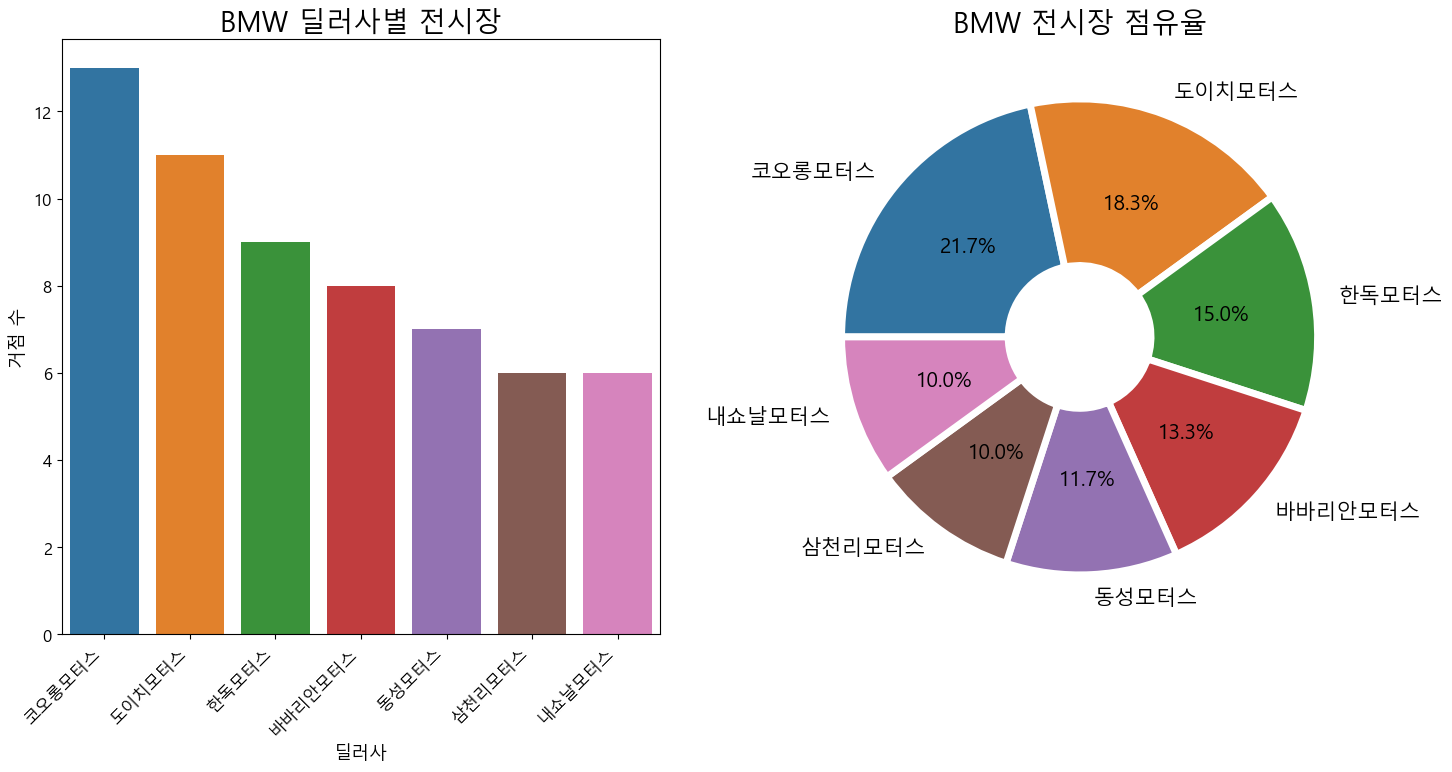 BMW 딜러사별 전시장
거점 수
12
10
8
6
4
2
0
코오롱모터스
도이치모터스
한독모터스
바바리안모터스
동성모터스
삼천리모터스
내쇼날모터스
딜러사
BMW 전시장 점유율
도이치모터스
코오롱모터스
18.3%
21.7%
한독모터스
15.0%
10.0%
내쇼날모터스
13.3%
10.0%
11.7%
바바리안모터스
삼천리모터스
동성모터스